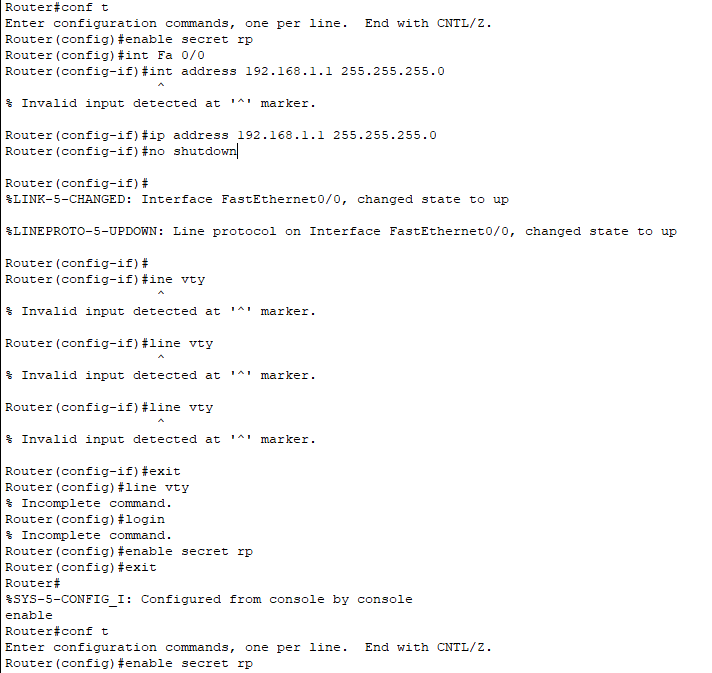 Router#conf t
Enter configuration commands, one per line.  End with CNTL/Z.
Router(config)#enable secret rp
Router(config)#int Fa 0/0
Router(config-if)#int address 192.168.1.1 255.255.255.0
^
% Invalid input detected at '^' marker.
Router(config-if)#ip address 192.168.1.1 255.255.255.0
Router(config-if)#no shutdown
Router(config-if)#
%LINK-5-CHANGED: Interface FastEthernet0/0, changed state to up
%LINEPROTO-5-UPDOWN: Line protocol on Interface FastEthernet0/0, changed state to up
Router(config-if)#
Router(config-if)#ine vty
^
% Invalid input detected at '^' marker.
Router(config-if)#line vty
^
% Invalid input detected at '^' marker.
Router(config-if)#line vty
^
% Invalid input detected at '^' marker.
Router(config-if)#exit
Router(config)#line vty
% Incomplete command.
Router(config)#login
% Incomplete command.
Router(config)#enable secret rp
Router(config)#exit
Router#
%SYS-5-CONFIG_I: Configured from console by console
enable
Router#conf t
Enter configuration commands, one per line.  End with CNTL/Z.
Router(config)#enable secret rp